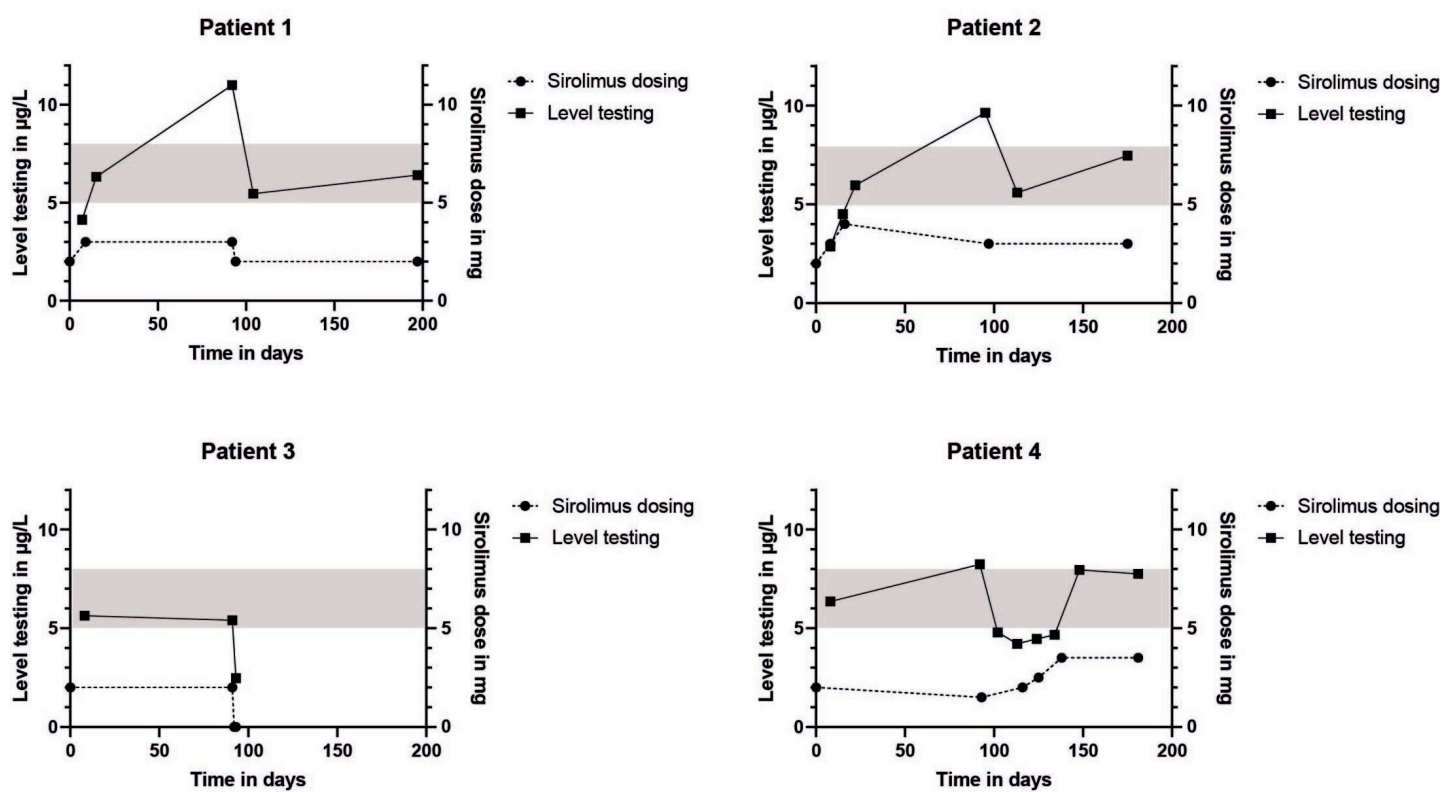 Patient 1
Level testing in µg/L
10
5
0
0
50
100
150
200
Time in days
10
5
0
Sirolimus dose in mg
Sirolimus dosing
Level testing
Patient 2
Level testing in µg/L
10
5
0
0
50
100
150
200
Time in days
10
5
0
Sirolimus dose in mg
Sirolimus dosing
Level testing
Patient 3
Level testing in µg/L
10
5
0
0
50
100
150
200
Time in days
10
5
0
Sirolimus dose in mg
Sirolimus dosing
Level testing
Patient 4
Level testing in µg/L
10
5
0
0
50
100
150
200
Time in days
10
5
0
Sirolimus dose in mg
Sirolimus dosing
Level testing